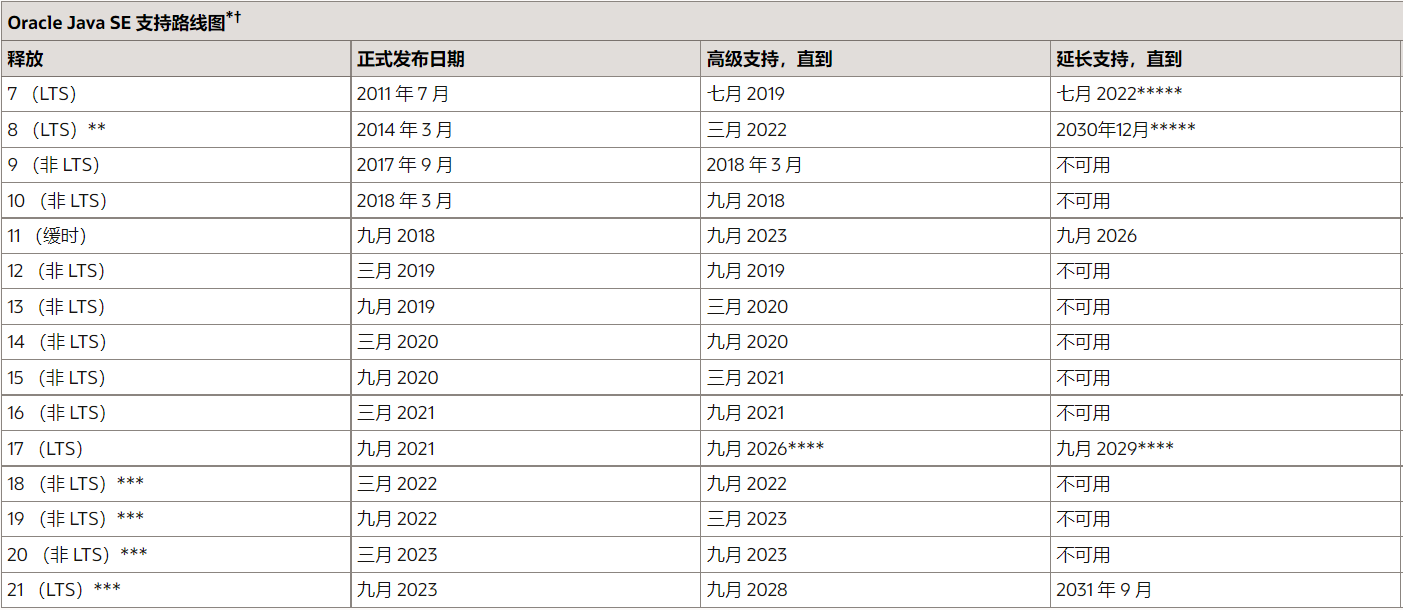 Oracle Java SE 支持路线图*†
释放 正式发布日期 高级支持，直到 延长支持，直到
7 （LTS） 2011 年 7 月 七月 2019 七月 2022*****
8 （LTS）** 2014 年 3 月 三月 2022 2030年12月*****
9 （非 LTS） 2017 年 9 月 2018 年 3 月 不可用
10 （非 LTS） 2018 年 3 月 九月 2018 不可用
11 （缓时） 九月 2018 九月 2023 九月 2026
12 （非 LTS） 三月 2019 九月 2019 不可用
13 （非 LTS） 九月 2019 三月 2020 不可用
14 （非 LTS） 三月 2020 九月 2020 不可用
15 （非 LTS） 九月 2020 三月 2021 不可用
16 （非 LTS） 三月 2021 九月 2021 不可用
17 （LTS） 九月 2021 九月 2026**** 九月 2029****
18 （非 LTS）*** 三月 2022 九月 2022 不可用
19 （非 LTS）*** 九月 2022 三月 2023 不可用
20 （非 LTS）*** 三月 2023 九月 2023 不可用
21 （LTS）*** 九月 2023 九月 2028 2031 年 9 月